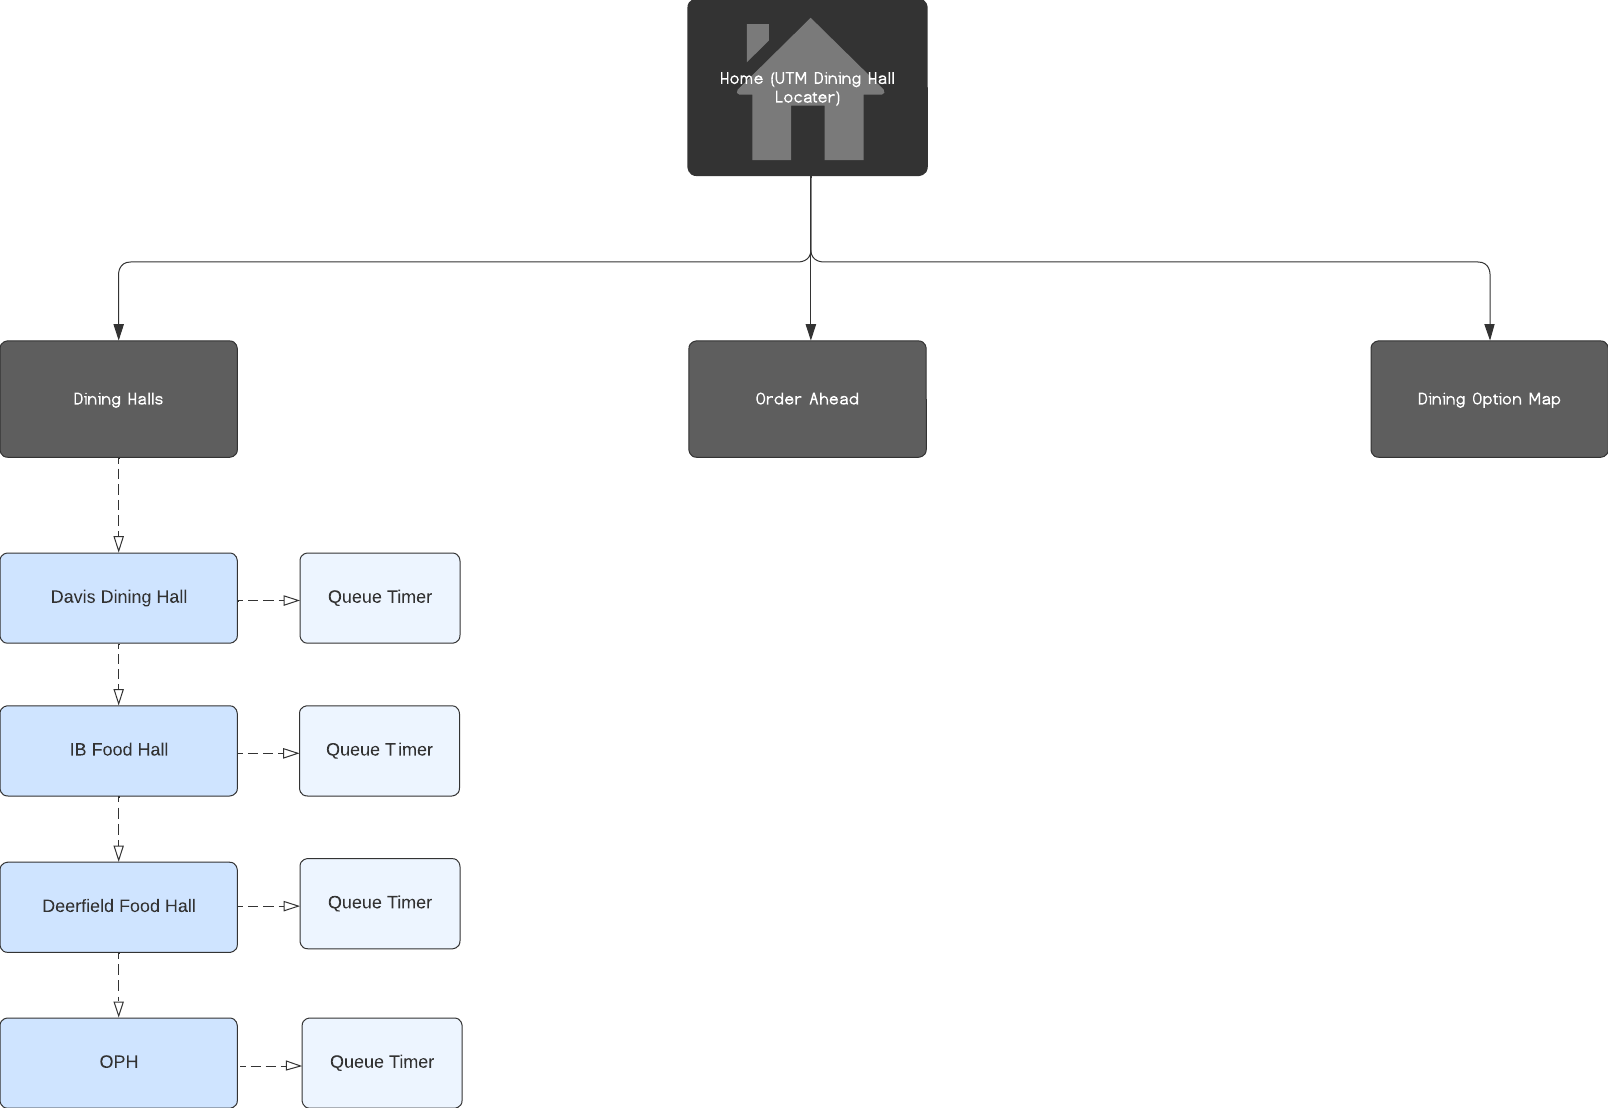 Home (UTM Dining Hall
Locater)
Dining Halls
Order Ahead
Dining Option Map
Davis Dining Hall
Queue Timer
IB Food Hall
Queue Timer
Deerfield Food Hall
Queue Timer
OPH
Queue Timer